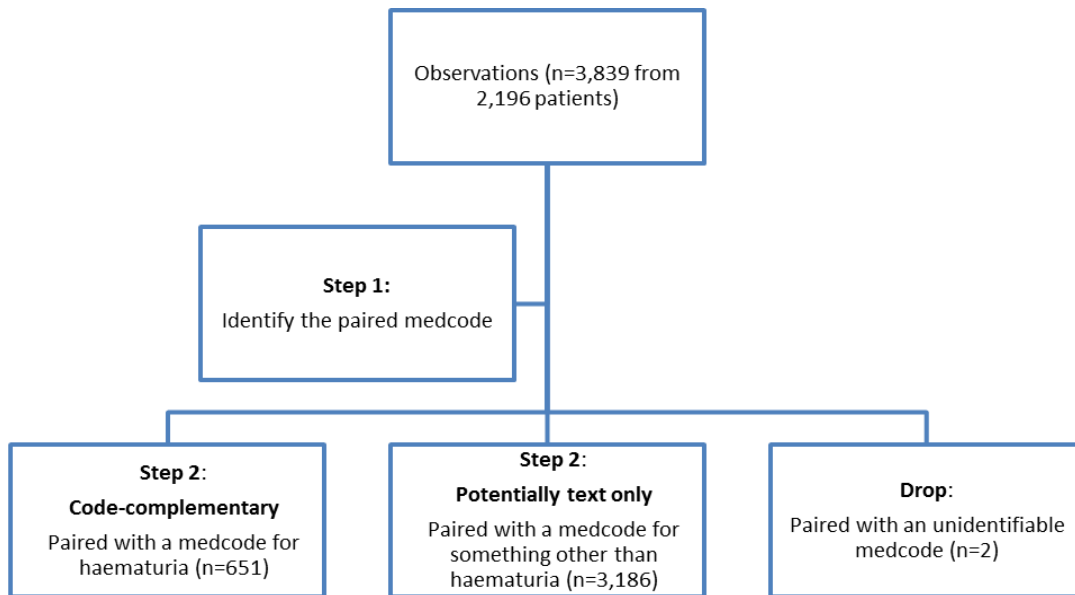 Observations (n=3,839 from
2,196 patients)
Step 1:
Identify the paired medcode
Step 2:
Code-complementary
Paired with a medcode for
haematuria (n=651)
Step 2:
Potentially text only
Paired with a medcode for
something other than
haematuria (n=3,186)
Drop:
Paired with an unidentifiable
medcode (n=2)